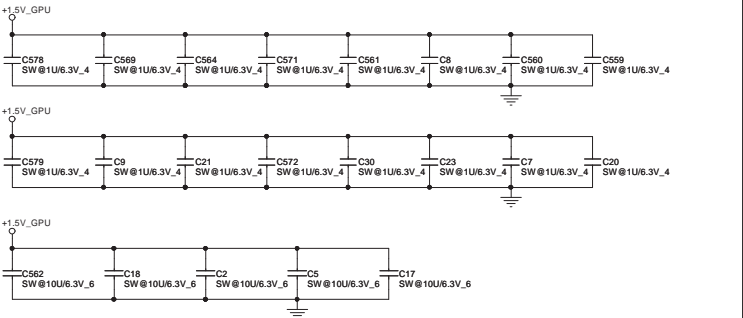 +1.5V_GPU
C578 C569 C564 C571 C561 C8 C560 C559
SW@1U/6.3V_4 SW@1U/6.3V_4 SW@1U/6.3V_4 SW@1U/6.3V_4 SW@1U/6.3V_4 SW@1U/6.3V_4 SW@1U/6.3V_4 SW@1U/6.3V_4
+1.5V_GPU
C579 C9 C21 C572 C30 C23 C7 C20
SW@1U/6.3V_4 SW@1U/6.3V_4 SW@1U/6.3V_4 SW@1U/6.3V_4 SW@1U/6.3V_4 SW@1U/6.3V_4 SW@1U/6.3V_4 SW@1U/6.3V_4
+1.5V_GPU
C562 C18 C2 C5 C17
SW@10U/6.3V_6 SW@10U/6.3V_6 SW@10U/6.3V_6 SW@10U/6.3V_6 SW@10U/6.3V_6